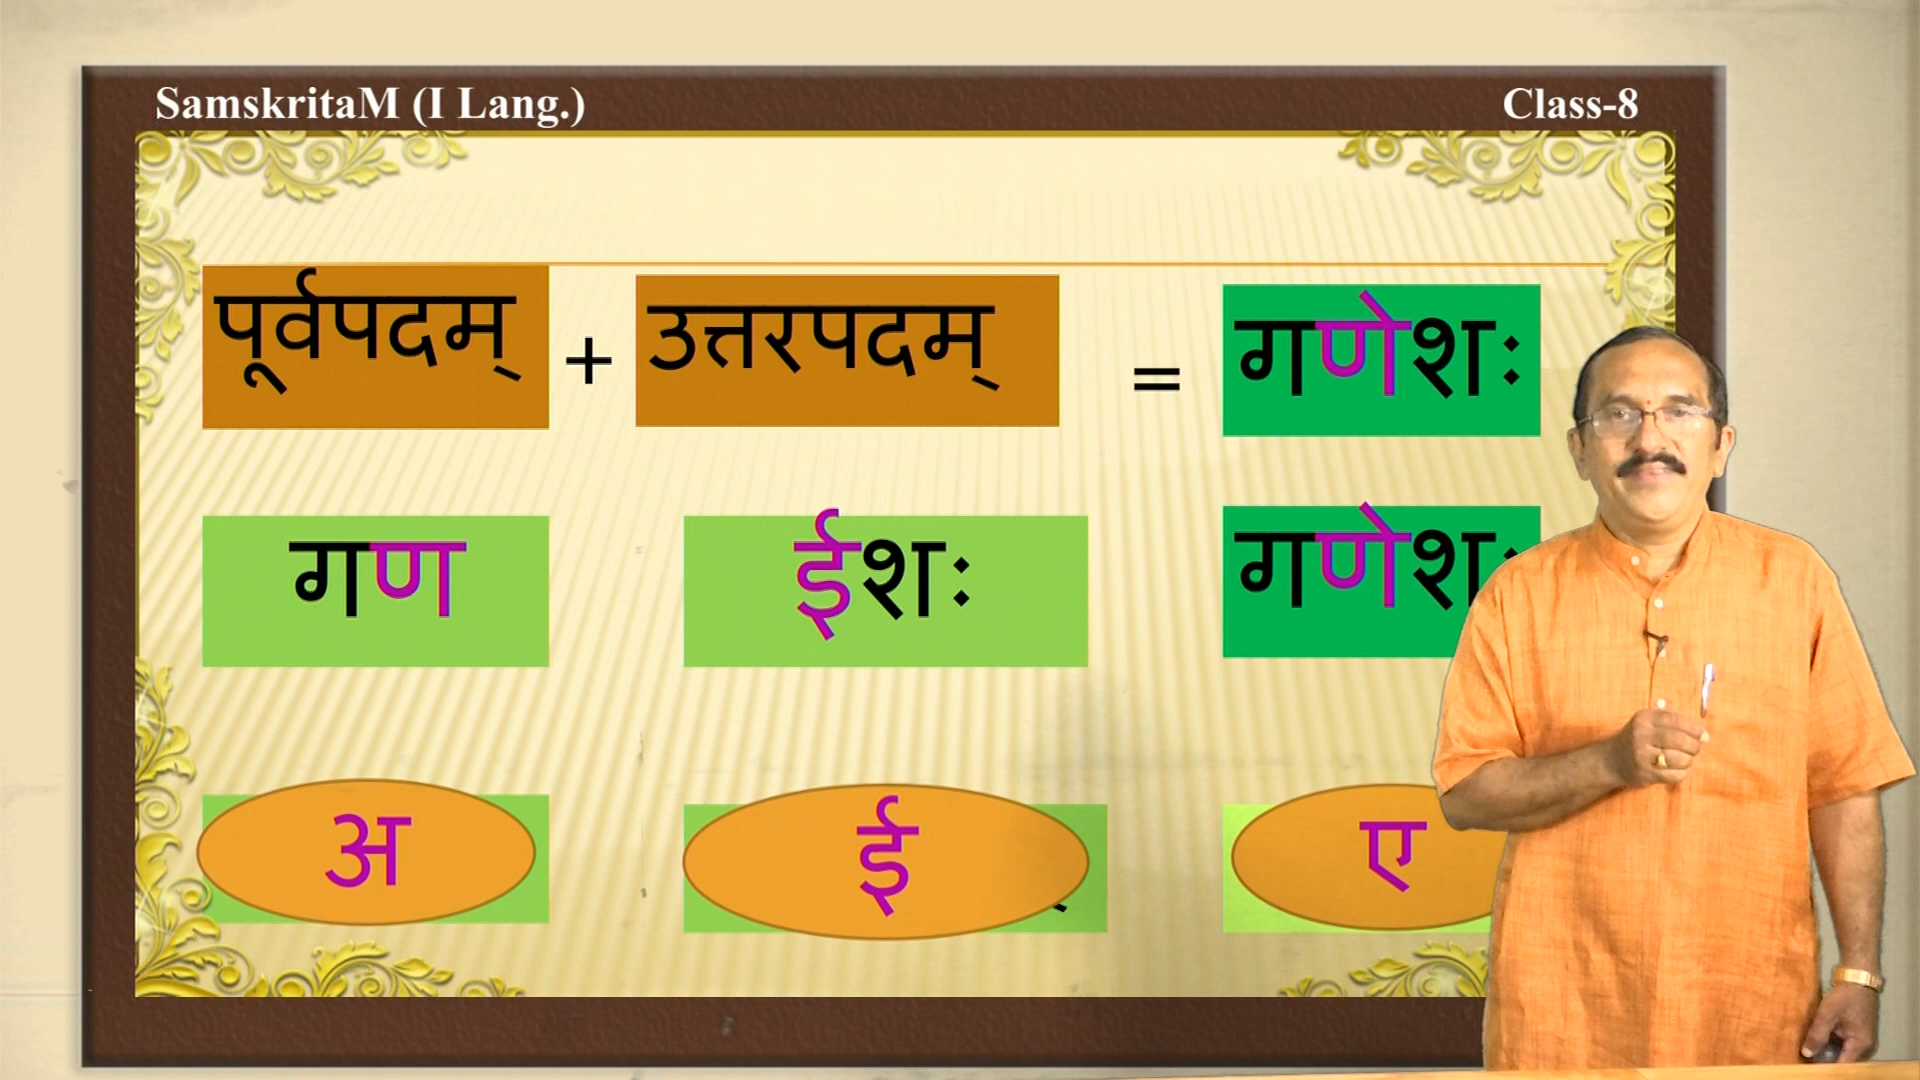 SamskritaM (I Lang.) Class-8
पूर्वपदम् + उत्तरपदम् = गणेशः
गण ईशः गणेश
अ ई ए